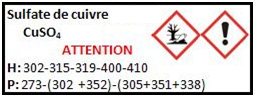 Sulfate de cuivre
CuSO₄
ATTENTION
H: 302-315-319-400-410
P: 273-(302 +352)-(305+351+338)